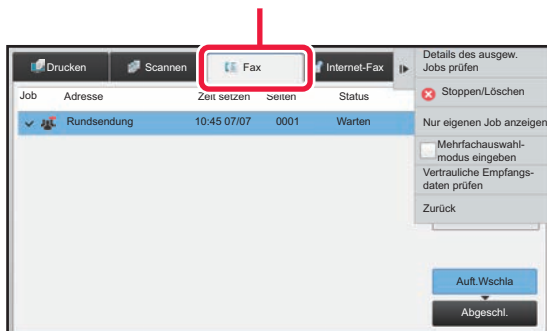 Drucken Scannen Fax Internet-Fax
Job Adresse Zeit setzen Seiten Status
Rundsendung 10:45 07/07 0001 Warten
Details des ausgew.
Jobs prüfen
Stoppen/Löschen
Nur eigenen Job anzeigen
Mehrfachauswahl-
modus eingeben
Vertrauliche Empfangs-
daten prüfen
Zurück
Auft.Wschla
Abgeschl.